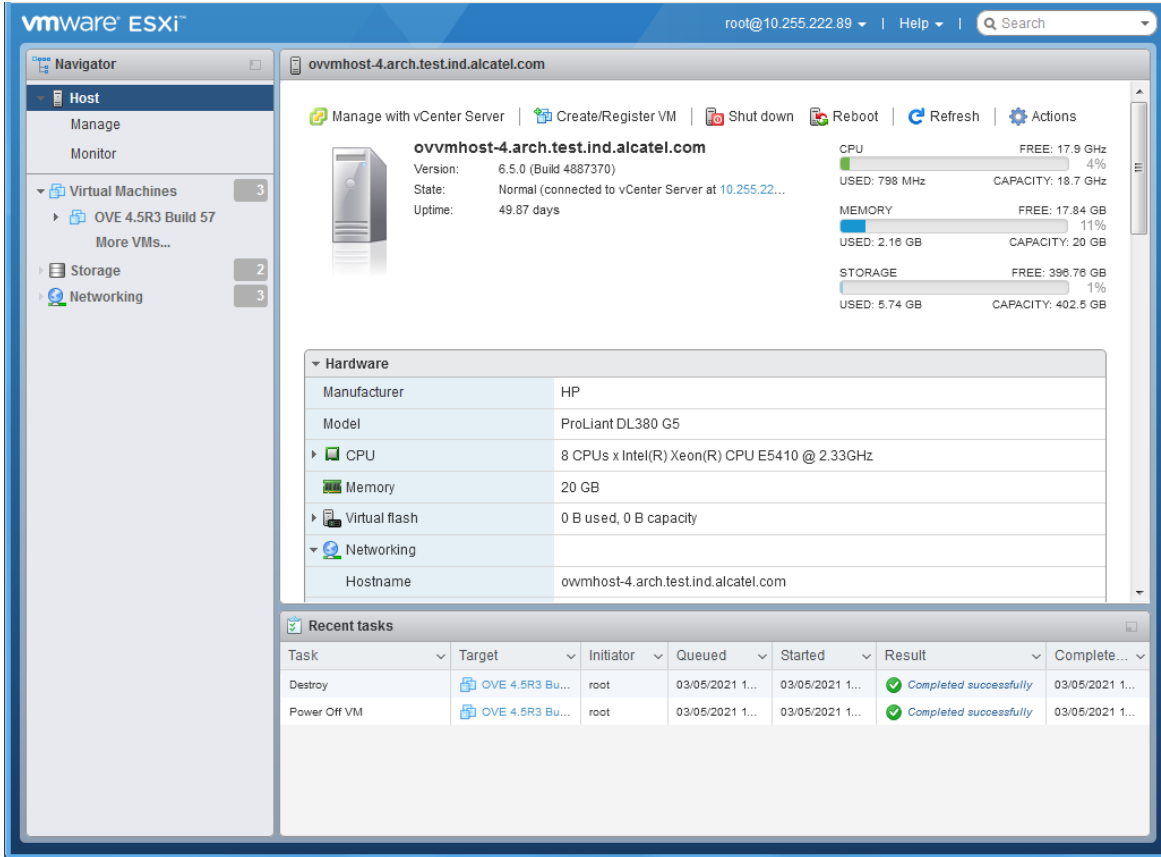 vmware® ESXi™
root@10.255.222.89 | Help | Search
Navigator
Host
Manage
Monitor
Virtual Machines 3
OVE 4.5R3 Build 57
More VMs...
Storage 2
Networking 3
ovvmhost-4.arch.test.ind.alcatel.com
Manage with vCenter Server | Create/Register VM | Shut down Reboot | Refresh | Actions
ovvmhost-4.arch.test.ind.alcatel.com
Version: 6.5.0 (Build 4887370)
State: Normal (connected to vCenter Server at 10.255.22...
Uptime: 49.87 days
CPU FREE: 17.9 GHz
4%
USED: 798 MHz CAPACITY: 18.7 GHz
MEMORY FREE: 17.84 GB
11%
USED: 2.16 GB CAPACITY: 20 GB
STORAGE FREE: 396.76 GB
1%
USED: 5.74 GB CAPACITY: 402.5 GB
Hardware
Manufacturer HP
Model ProLiant DL380 G5
CPU 8 CPUs x Intel(R) Xeon(R) CPU E5410 @ 2.33GHz
Memory 20 GB
Virtual flash 0 B used, 0 B capacity
Networking
Hostname ovvmhost-4.arch.test.ind.alcatel.com
Recent tasks
Task Target Initiator Queued Started Result Complete...
Destroy OVE 4.5R3 Bu... root 03/05/2021 1... 03/05/2021 1... Completed successfully 03/05/2021 1...
Power Off VM OVE 4.5R3 Bu... root 03/05/2021 1... 03/05/2021 1... Completed successfully 03/05/2021 1...